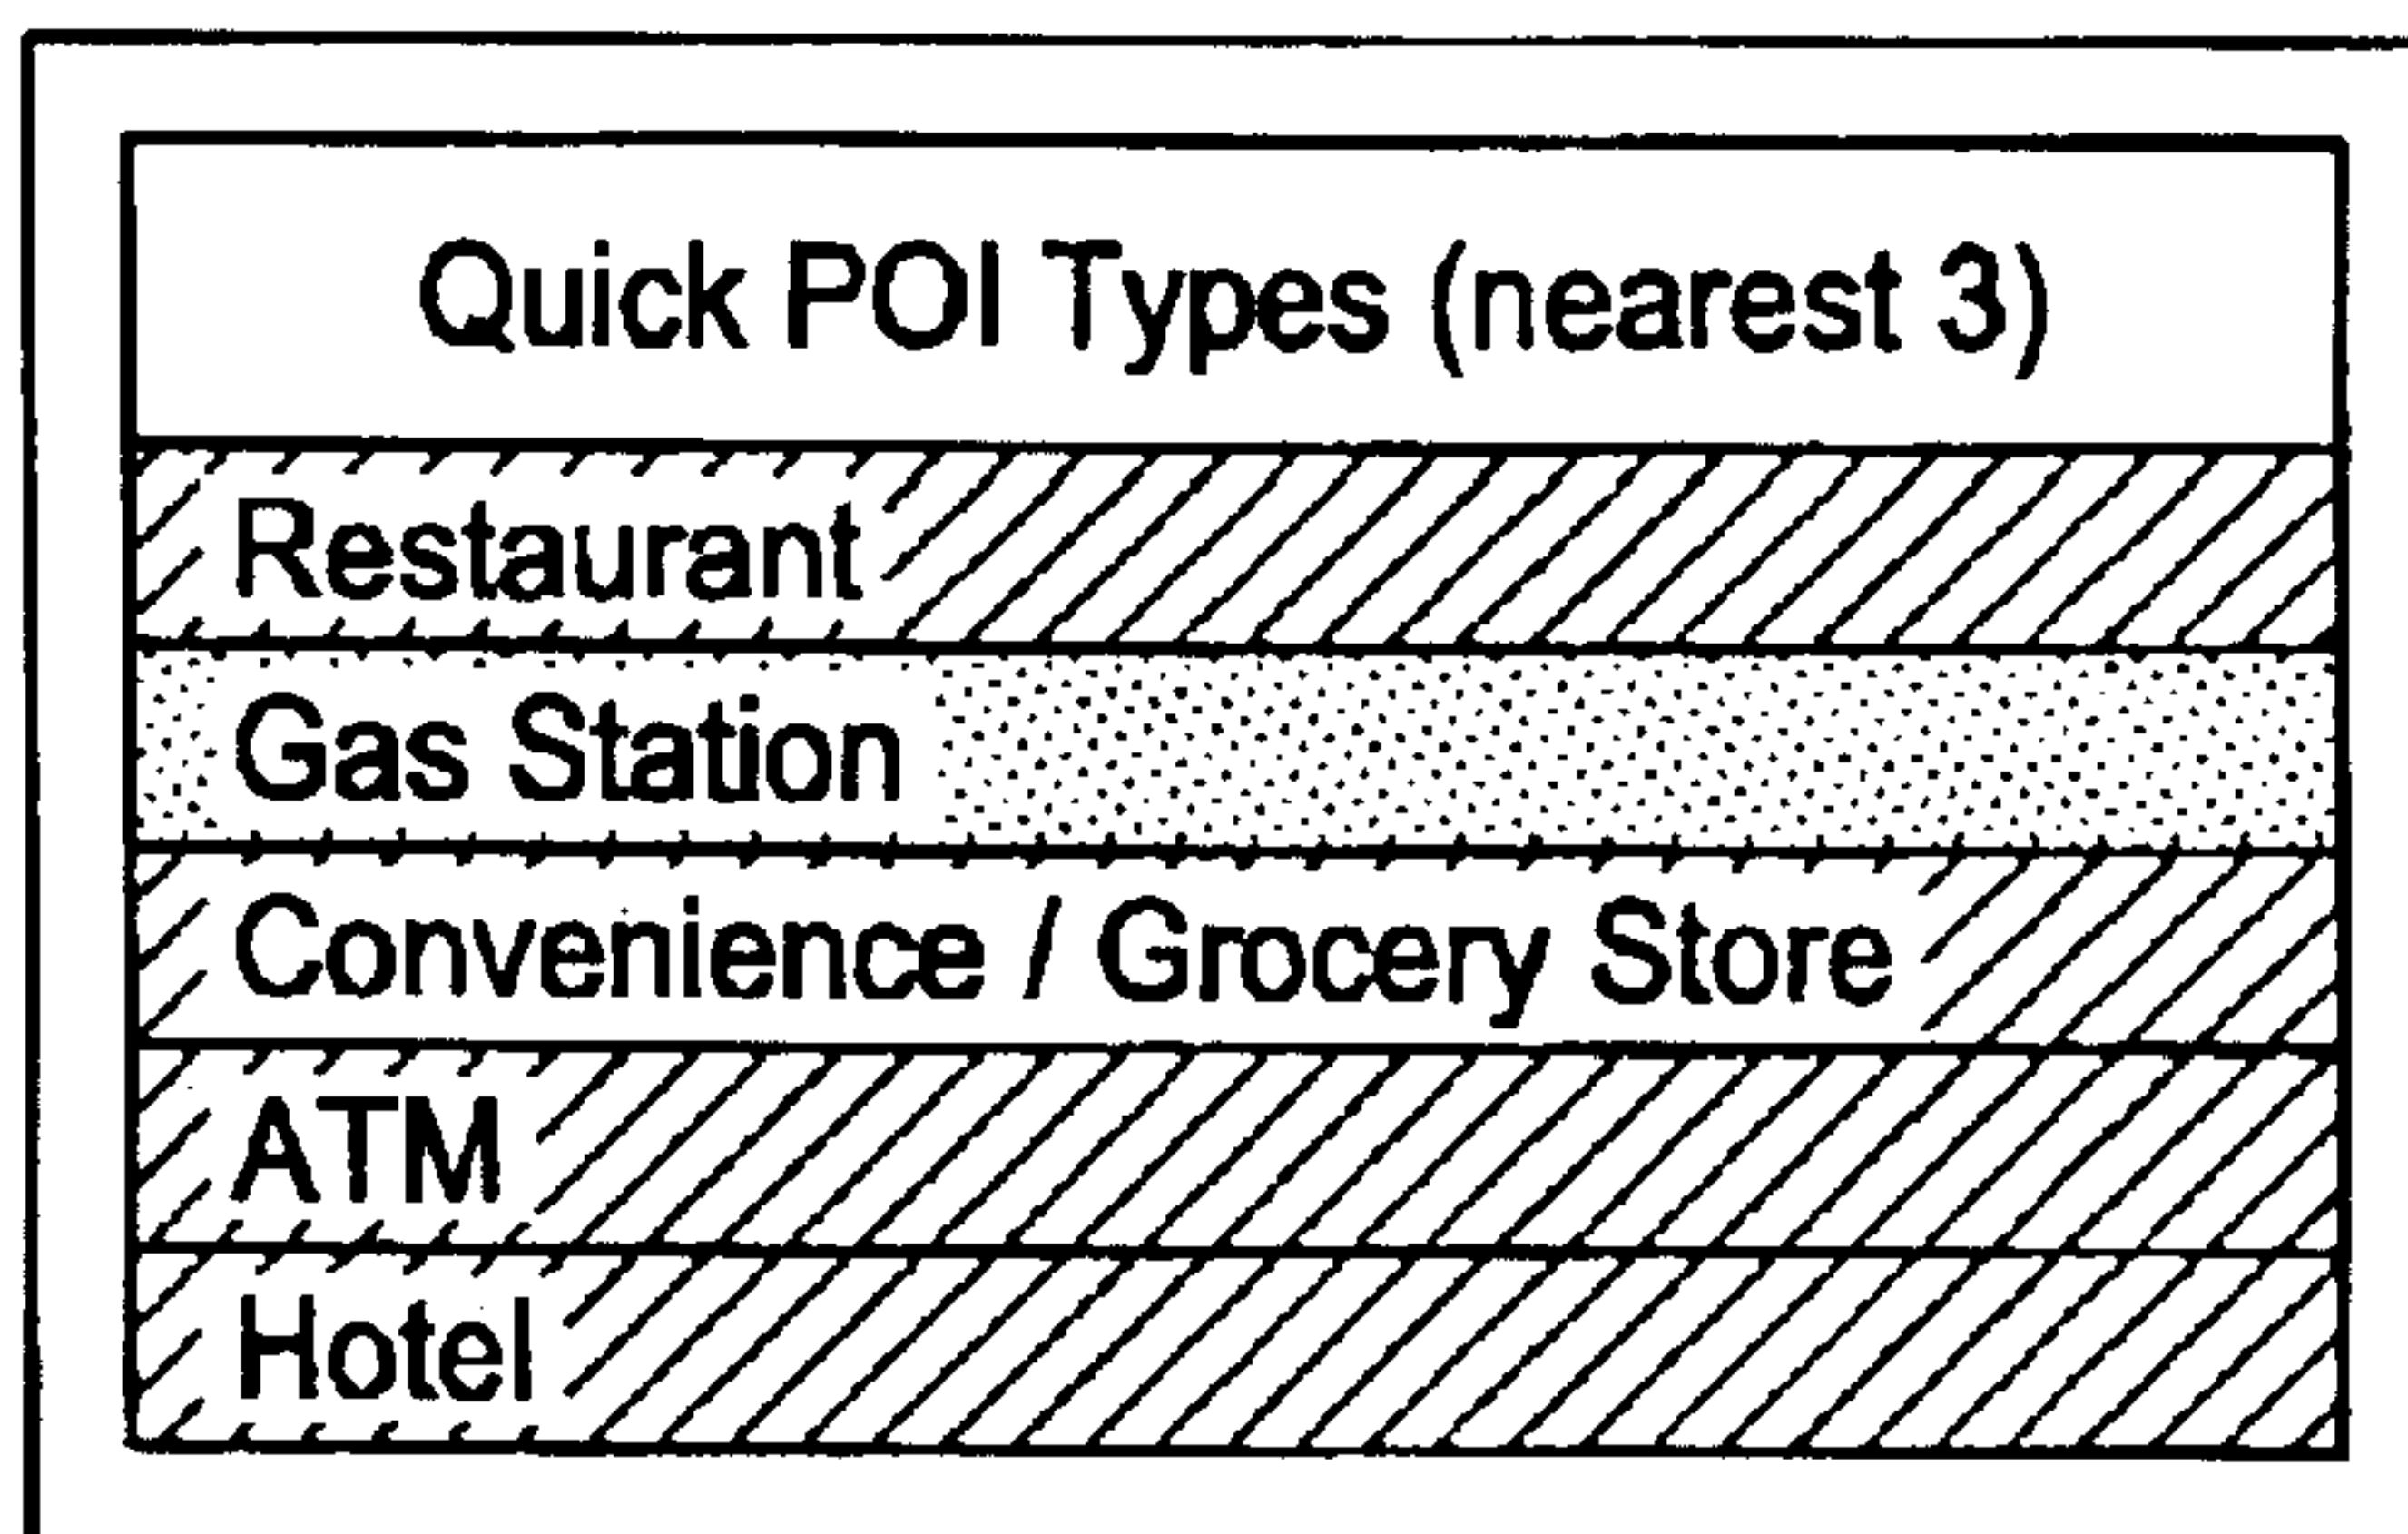 Quick POI Types (nearest 3)
Restaurant
Gas Station
Convenience / Grocery Store
ATM
Hotel